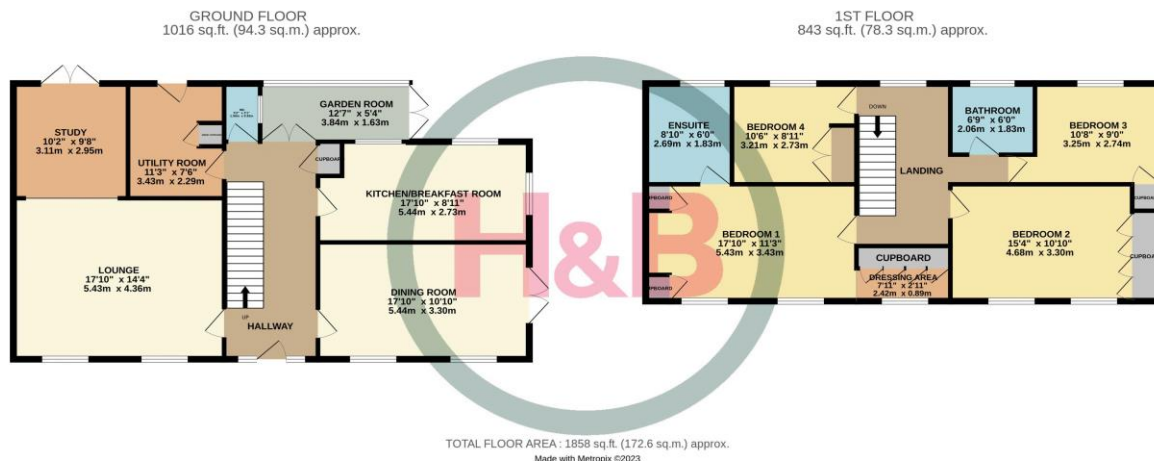 GROUND FLOOR
1016 sq.ft. (94.3 sq.m.) approx.
STUDY
10'2" x 9'8"
3.11m x 2.95m
UTILITY ROOM
11'3" x 7'6"
3.43m x 2.29m
GARDEN ROOM
12'7" x 5'4"
3.84m x 1.63m
CUPBOARD
KITCHEN/BREAKFAST ROOM
17'10" x 8'11"
5.44m x 2.73m
LOUNGE
17'10" x 14'4"
5.43m x 4.36m
DINING ROOM
17'10" x 10'10"
5.44m x 3.30m
UP
HALLWAY
1ST FLOOR
843 sq.ft. (78.3 sq.m.) approx.
ENSUITE
8'10" x 6'0"
2.69m x 1.83m
BEDROOM 4
10'6" x 8'11"
3.21m x 2.73m
DOWN
BATHROOM
6'9" x 6'0"
2.06m x 1.83m
BEDROOM 3
10'8" x 9'0"
3.25m x 2.74m
LANDING
CUPBOARD
CUPBOARD
BEDROOM 1
17'10" x 11'3"
5.43m x 3.43m
BEDROOM 2
15'4" x 10'10"
4.68m x 3.30m
CUPBOARD
CUPBOARD
DRESSING AREA
7'11" x 2'11"
2.42m x 0.89m
CUPBOARD
H&B
TOTAL FLOOR AREA : 1858 sq.ft. (172.6 sq.m.) approx.
Made with Metropix ©2023